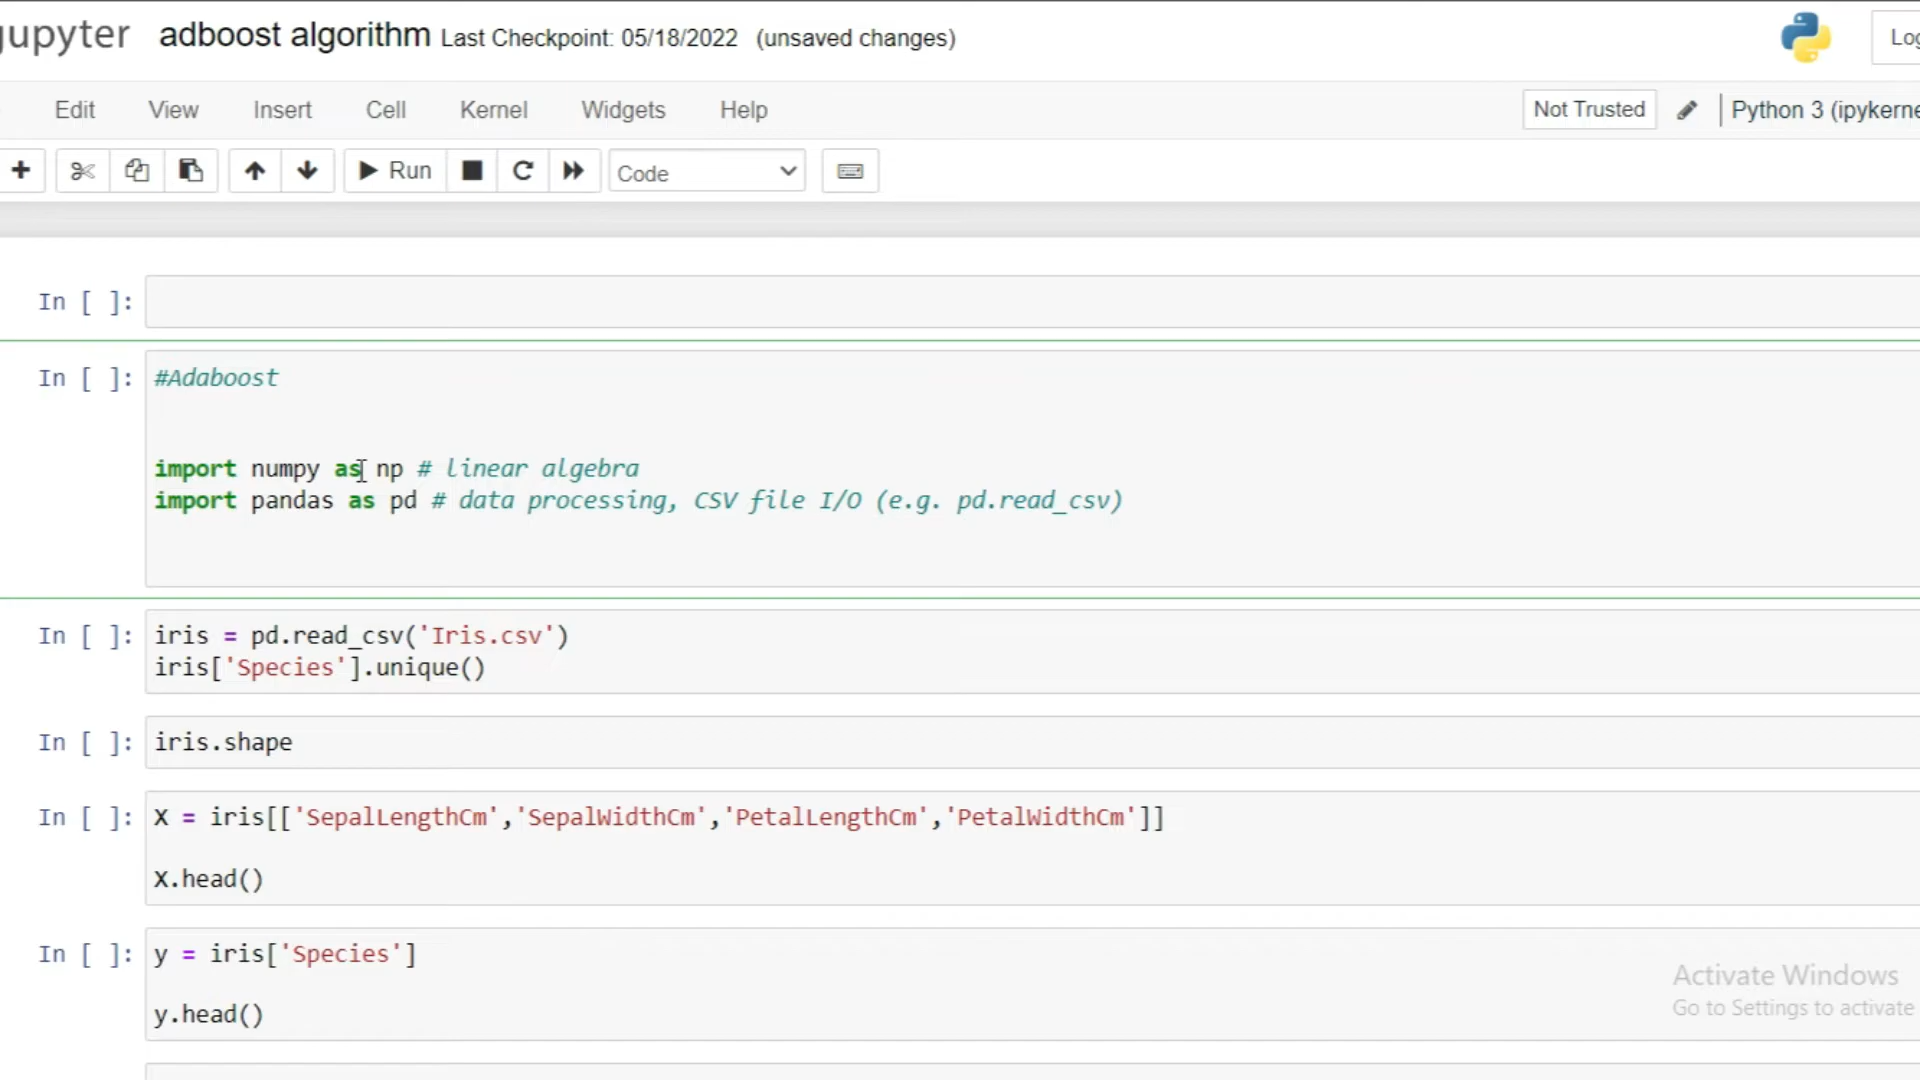 jupyter adboost algorithm Last Checkpoint: 05/18/2022 (unsaved changes)
Edit View Insert Cell Kernel Widgets Help Not Trusted Python 3 (ipykerne
Run Code
In [ ]:
In [ ]: #Adaboost
import numpy as np # linear algebra
import pandas as pd # data processing, CSV file I/O (e.g. pd.read_csv)
In [ ]: iris = pd.read_csv('Iris.csv')
iris['Species'].unique()
In [ ]: iris.shape
In [ ]: X = iris[['SepalLengthCm','SepalWidthCm','PetalLengthCm','PetalWidthCm']]
X.head()
In [ ]: y = iris['Species']
y.head()
Activate Windows
Go to Settings to activate